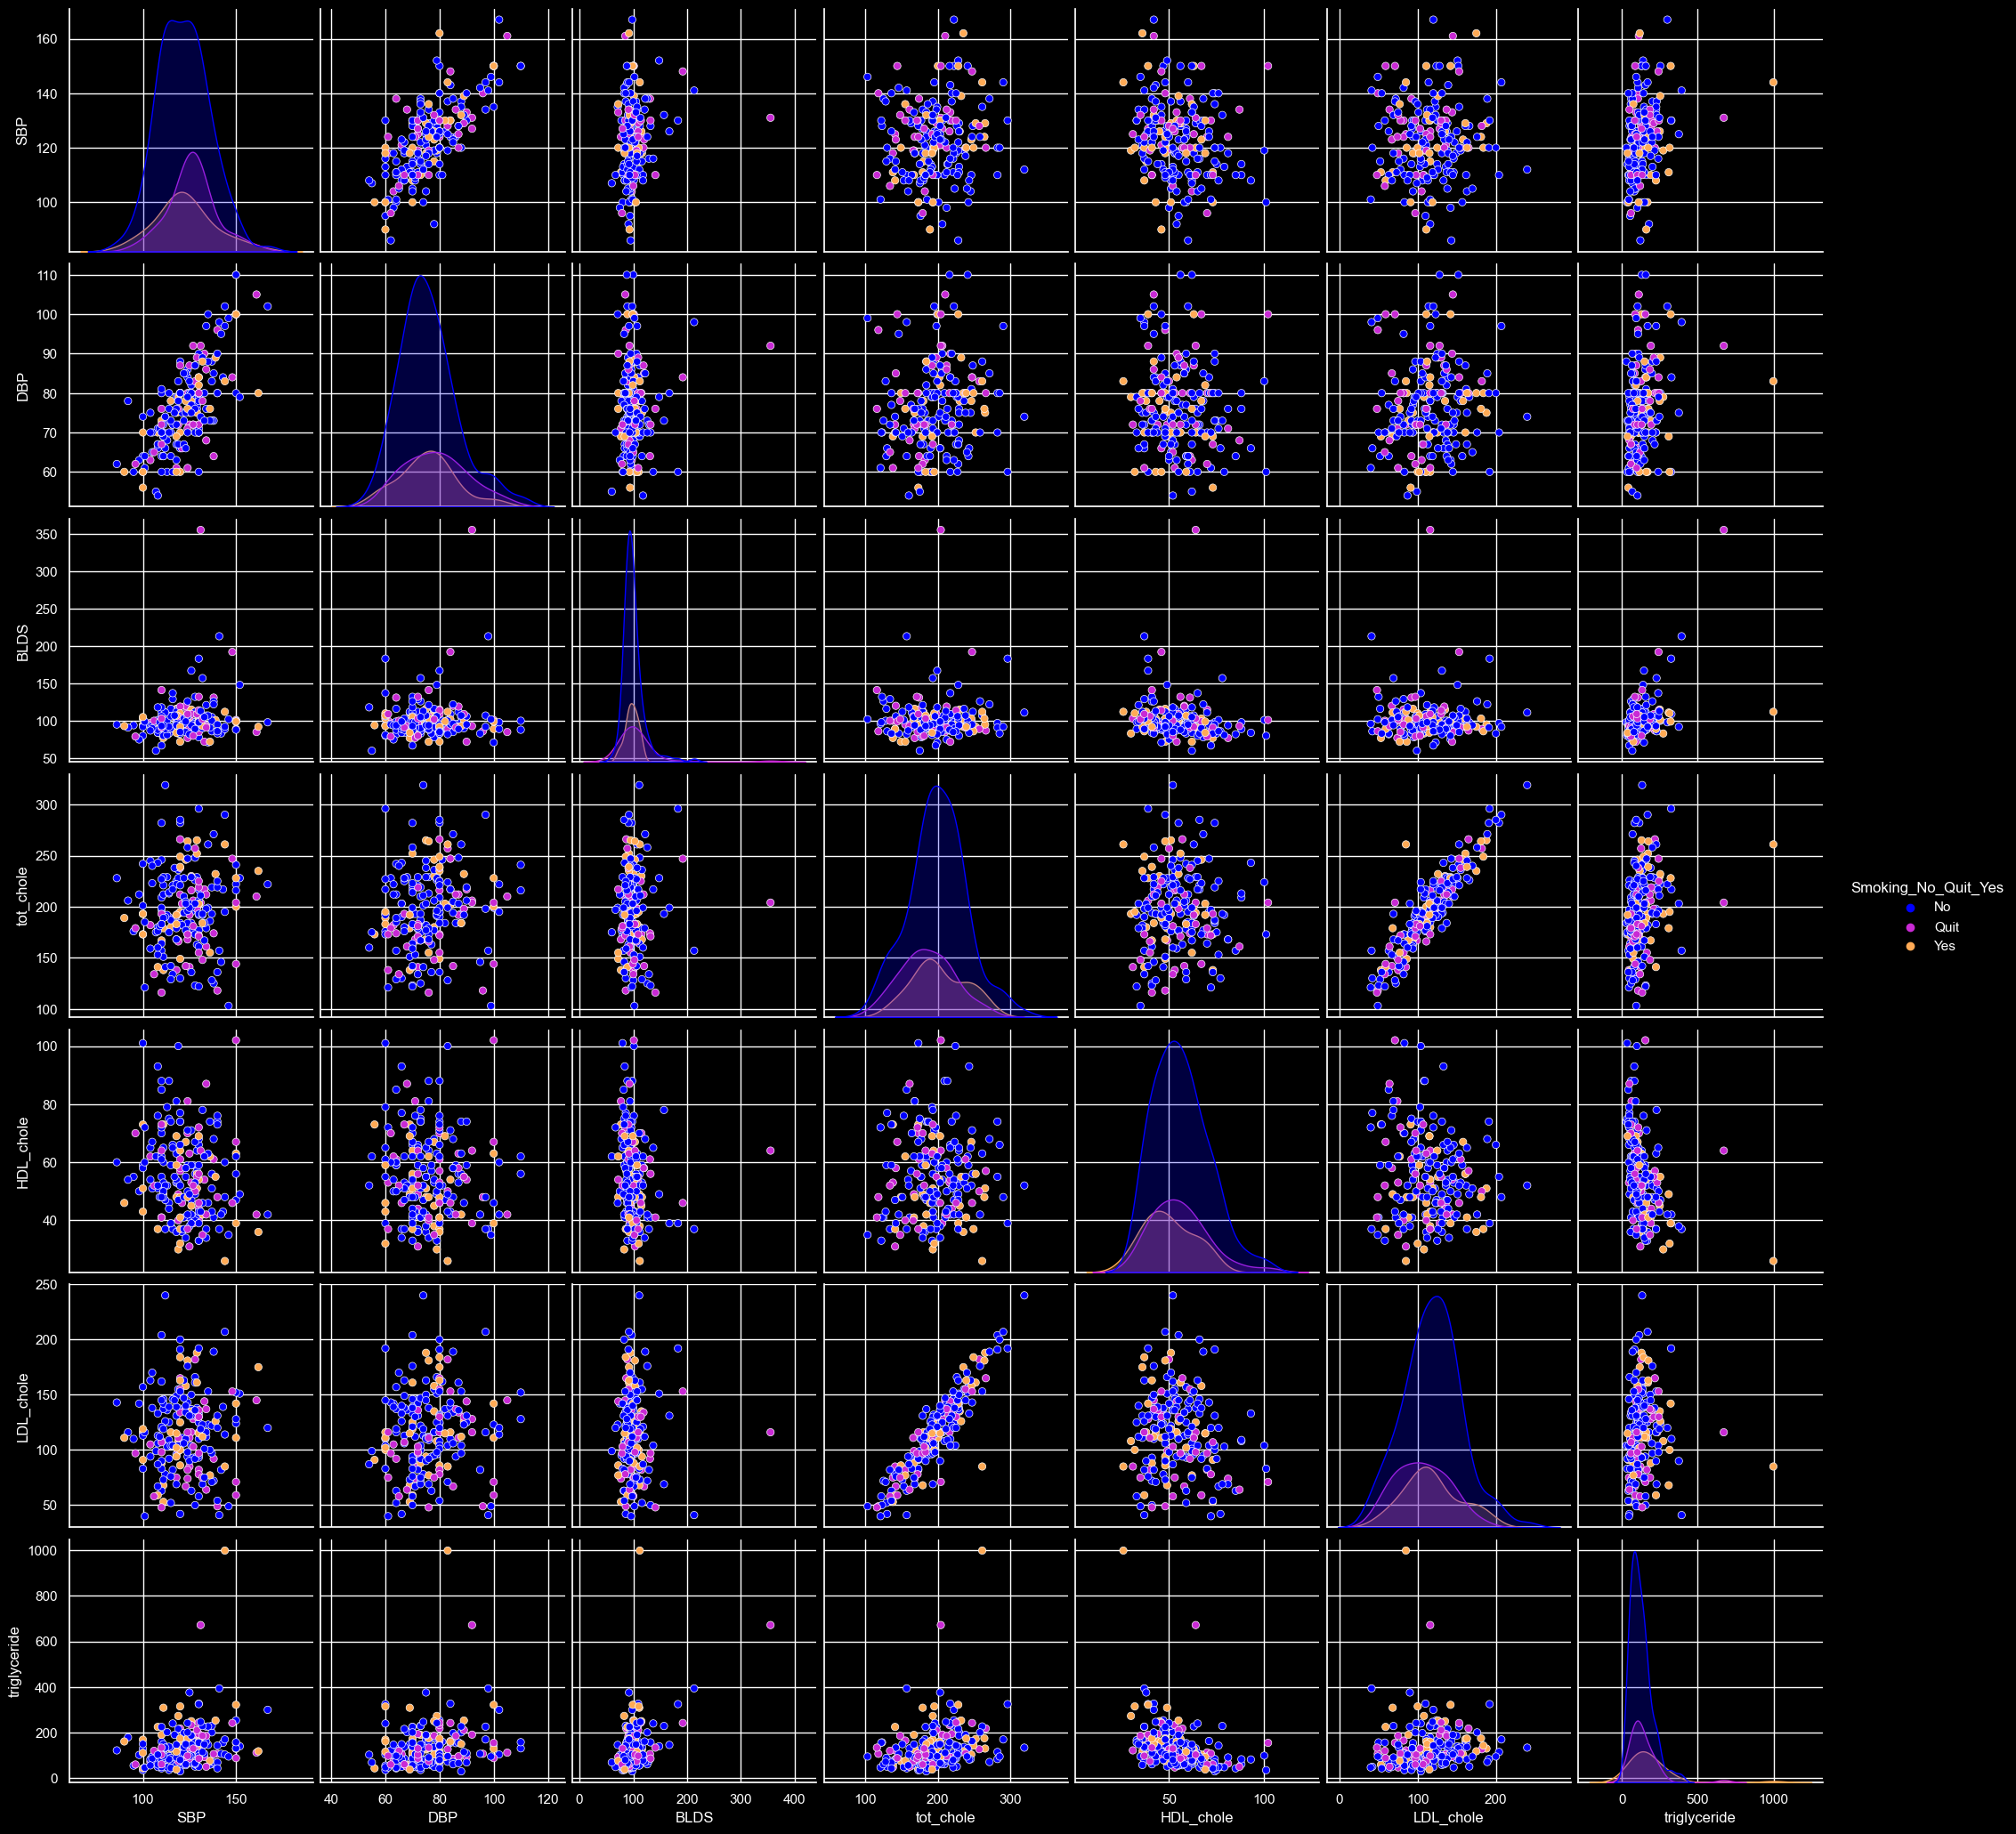 160
140
120
100
SBP
110
100
90
80
70
60
DBP
350
300
250
200
150
100
50
BLDS
300
250
200
150
100
tot_chole
Smoking_No_Quit_Yes
No
Quit
Yes
100
80
60
40
HDL_chole
250
200
150
100
50
LDL_chole
1000
800
600
400
200
0
triglyceride
100 150
SBP
40 60 80 100 120
DBP
0 100 200 300 400
BLDS
100 200 300
tot_chole
50 100
HDL_chole
0 100 200
LDL_chole
0 500 1000
triglyceride